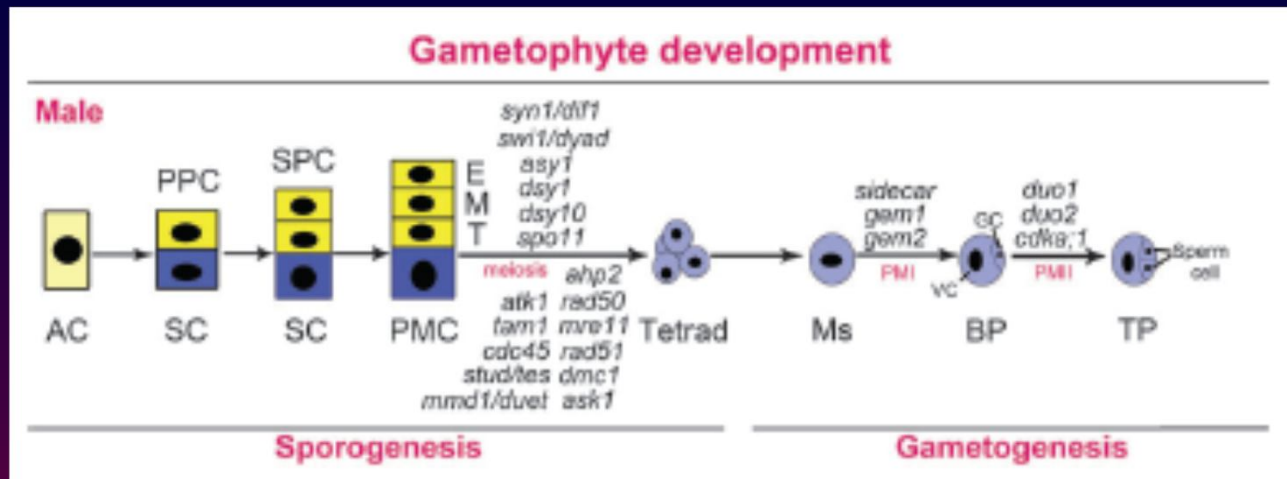 Gametophyte development
Male
syn1/dif1
swi1/dyad
asy1
dsy1
dsy10
spo11
PPC
SPC
E
M
T
sidecar
gem1
gem2
duo1
duo2
cdka;1
GC
VC
Sperm
cell
meiosis
PMI
PMII
ahp2
atk1 rad50
tam1 mre11
cdc45 rad51
stud/tes dmc1
mmd1/duet ask1
AC
SC
SC
PMC
Tetrad
Ms
BP
TP
Sporogenesis
Gametogenesis